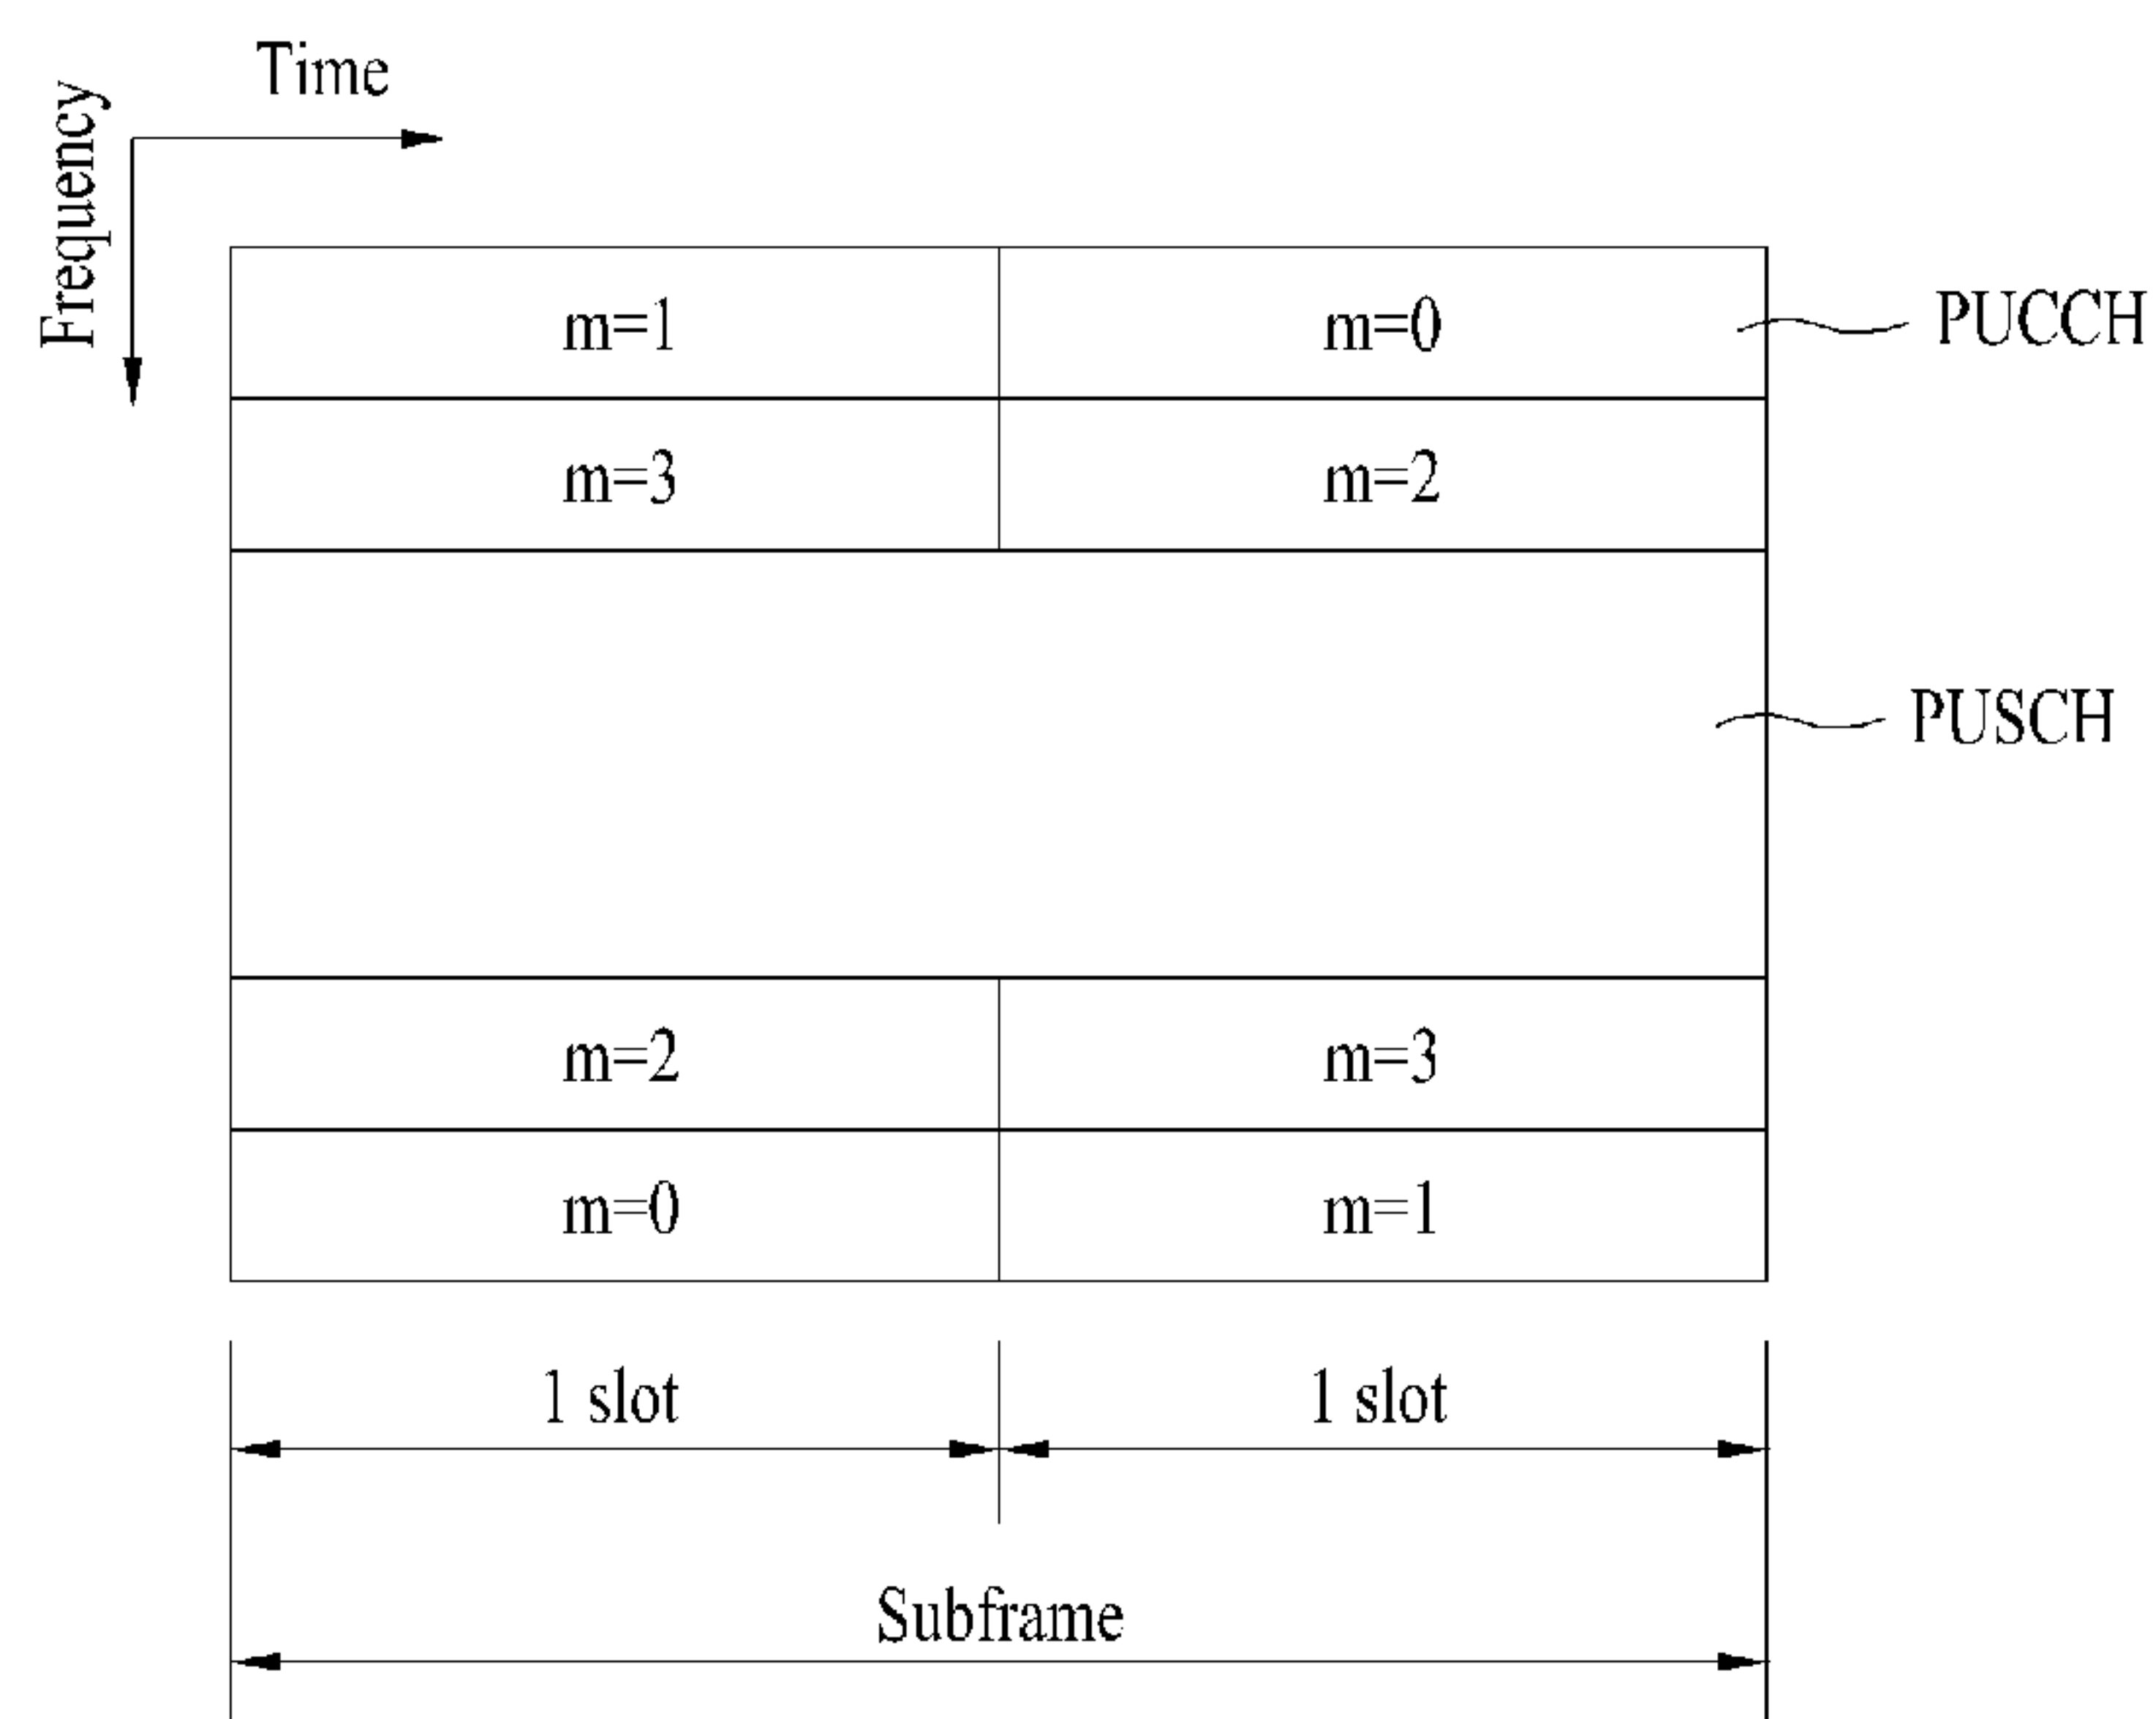 Time
Frequency
m=1 m=0 PUCCH
m=3 m=2
PUSCH
m=2 m=3
m=0 m=1
1 slot 1 slot
Subframe